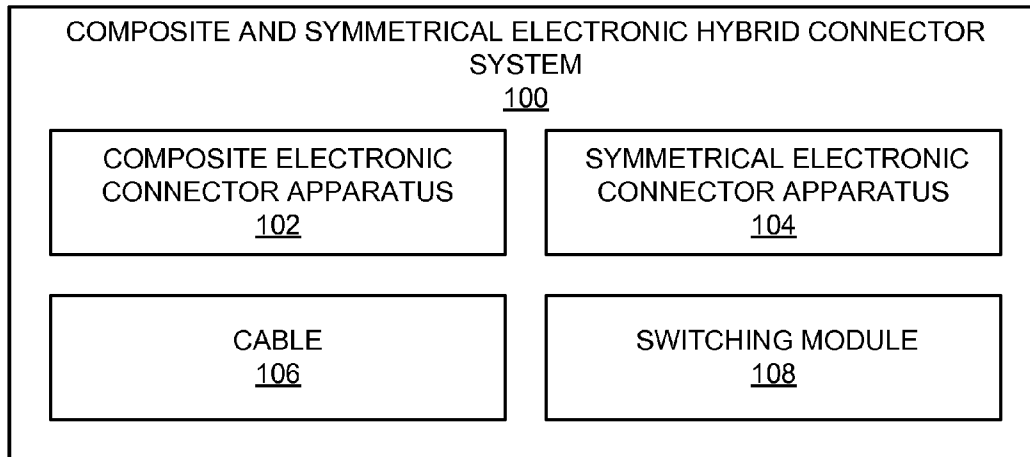 COMPOSITE AND SYMMETRICAL ELECTRONIC HYBRID CONNECTOR
SYSTEM
100
COMPOSITE ELECTRONIC
CONNECTOR APPARATUS
102
SYMMETRICAL ELECTRONIC
CONNECTOR APPARATUS
104
CABLE
106
SWITCHING MODULE
108